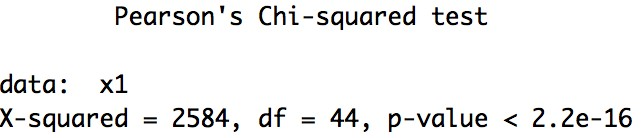 Pearson's Chi-squared test
data:  x1
X-squared = 2584, df = 44, p-value < 2.2e-16